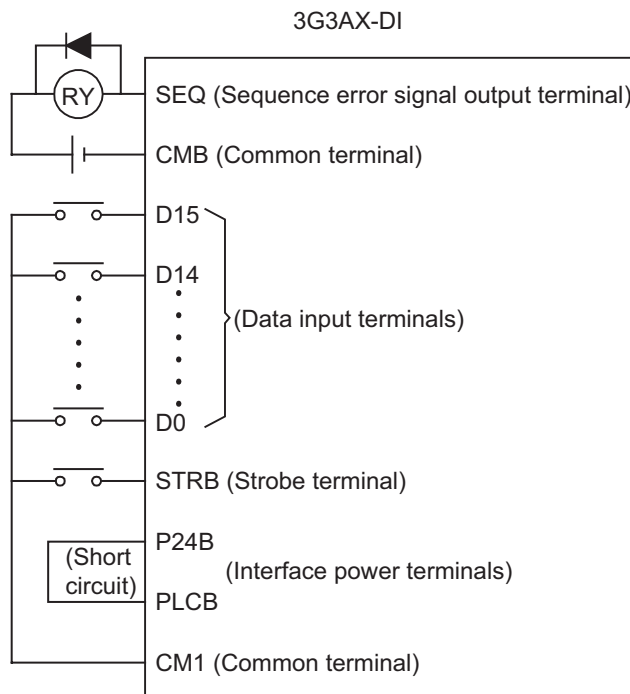 3G3AX-DI
RY
SEQ (Sequence error signal output terminal)
CMB (Common terminal)
D15
D14
(Data input terminals)
D0
STRB (Strobe terminal)
P24B
(Short
circuit)
(Interface power terminals)
PLCB
CM1 (Common terminal)